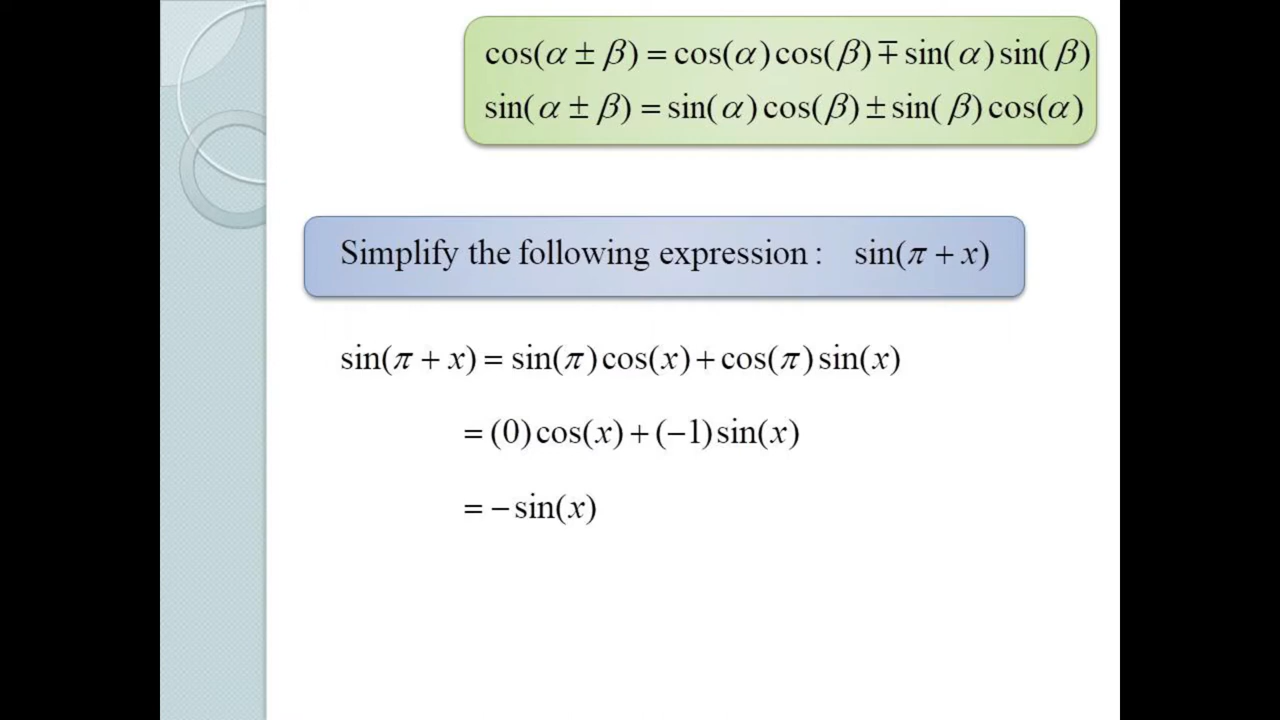 cos(α ± β) = cos(α)cos(β) ∓ sin(α)sin(β)
sin(α ± β) = sin(α)cos(β) ± sin(β)cos(α)
Simplify the following expression : sin(π + x)
sin(π + x) = sin(π)cos(x) + cos(π)sin(x)
= (0)cos(x) + (−1)sin(x)
= − sin(x)